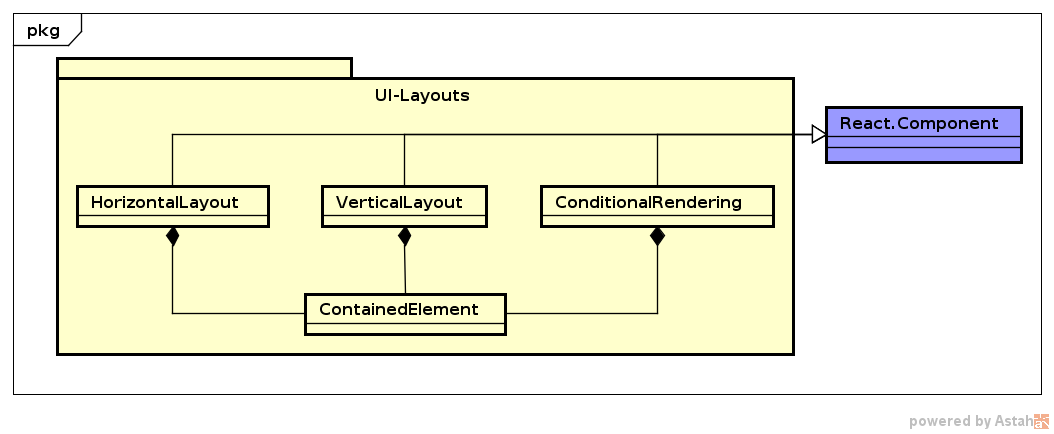 pkg
UI-Layouts
React.Component
HorizontalLayout
VerticalLayout
ConditionalRendering
ContainedElement
powered by Astah